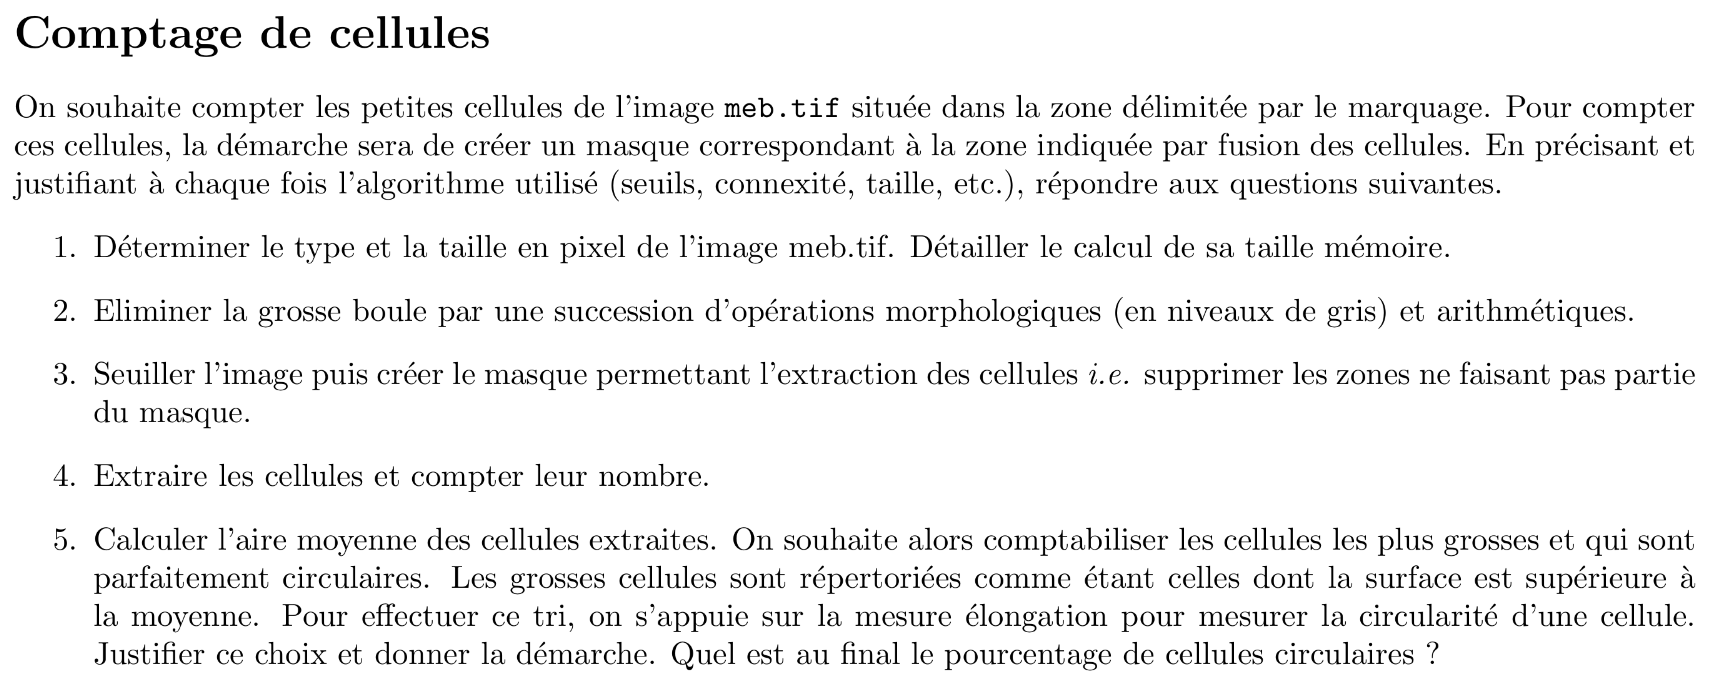 Comptage de cellules
On souhaite compter les petites cellules de l'image meb.tif située dans la zone délimitée par le marquage. Pour compter
ces cellules, la démarche sera de créer un masque correspondant à la zone indiquée par fusion des cellules. En précisant et
justifiant à chaque fois l'algorithme utilisé (seuils, connexité, taille, etc.), répondre aux questions suivantes.
1. Déterminer le type et la taille en pixel de l'image meb.tif. Détailler le calcul de sa taille mémoire.
2. Eliminer la grosse boule par une succession d'opérations morphologiques (en niveaux de gris) et arithmétiques.
3. Seuiller l'image puis créer le masque permettant l'extraction des cellules i.e. supprimer les zones ne faisant pas partie
du masque.
4. Extraire les cellules et compter leur nombre.
5. Calculer l'aire moyenne des cellules extraites. On souhaite alors comptabiliser les cellules les plus grosses et qui sont
parfaitement circulaires. Les grosses cellules sont répertoriées comme étant celles dont la surface est supérieure à
la moyenne. Pour effectuer ce tri, on s'appuie sur la mesure élongation pour mesurer la circularité d'une cellule.
Justifier ce choix et donner la démarche. Quel est au final le pourcentage de cellules circulaires ?